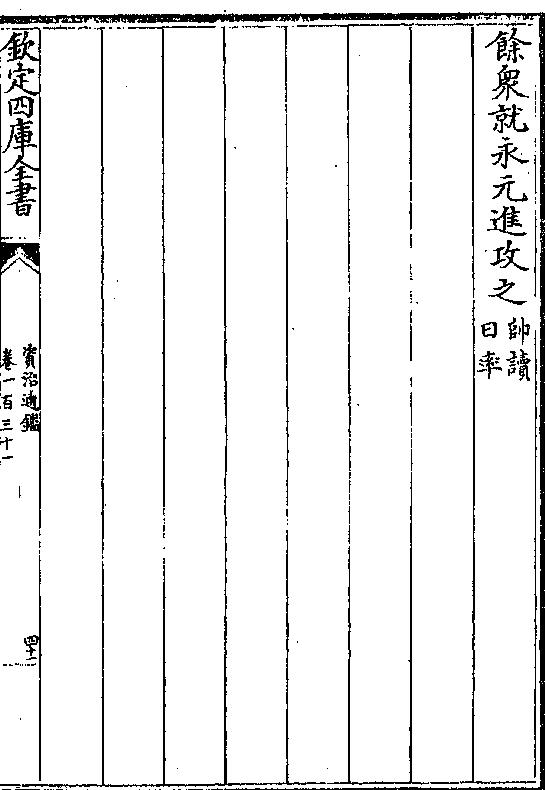 餘衆就永元進攻之帥讀曰率
欽定四庫全書
資治通鑑
卷一百三十一
四十二